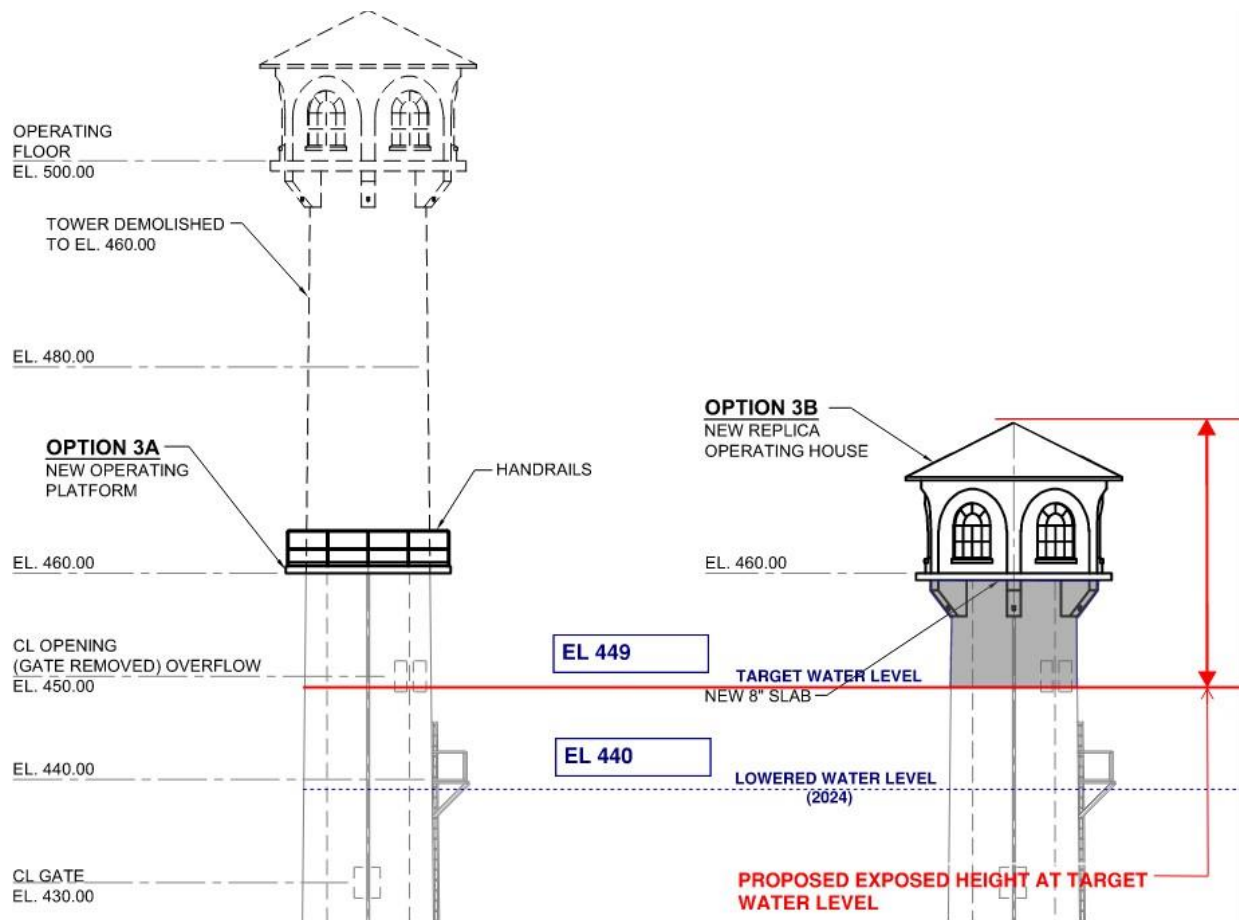 OPERATING
FLOOR
EL. 500.00
TOWER DEMOLISHED
TO EL. 460.00
EL. 480.00
OPTION 3A
NEW OPERATING
PLATFORM
HANDRAILS
EL. 460.00
CL OPENING
(GATE REMOVED) OVERFLOW
EL. 450.00
EL. 440.00
CL GATE
EL. 430.00
EL 449
EL 440
OPTION 3B
NEW REPLICA
OPERATING HOUSE
EL. 460.00
TARGET WATER LEVEL
NEW 8" SLAB
LOWERED WATER LEVEL
(2024)
PROPOSED EXPOSED HEIGHT AT TARGET
WATER LEVEL